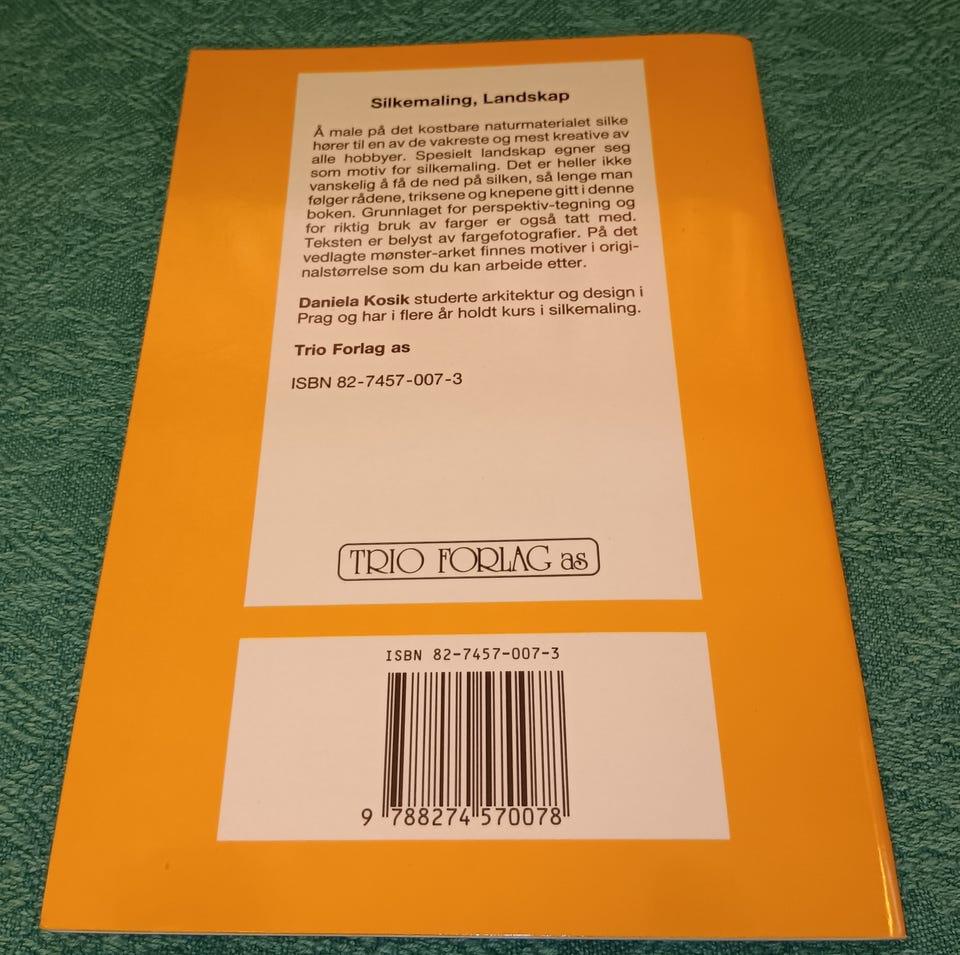 Silkemaling, Landskap
Å male på det kostbare naturmaterialet silke
hører til en av de vakreste og mest kreative av
alle hobbyer. Spesielt landskap egner seg
som motiv for silkemaling. Det er heller ikke
vanskelig å få de ned på silken, så lenge man
følger rådene, triksene og knepene gitt i denne
boken. Grunnlaget for perspektiv-tegning og
for riktig bruk av farger er også tatt med.
Teksten er belyst av fargefotografier. På det
vedlagte mønster-arket finnes motiver i origi-
nalstørrelse som du kan arbeide etter.
Daniela Kosik studerte arkitektur og design i
Prag og har i flere år holdt kurs i silkemaling.
Trio Forlag as
ISBN 82-7457-007-3
TRIO FORLAG as
ISBN 82-7457-007-3
9 788274 570078